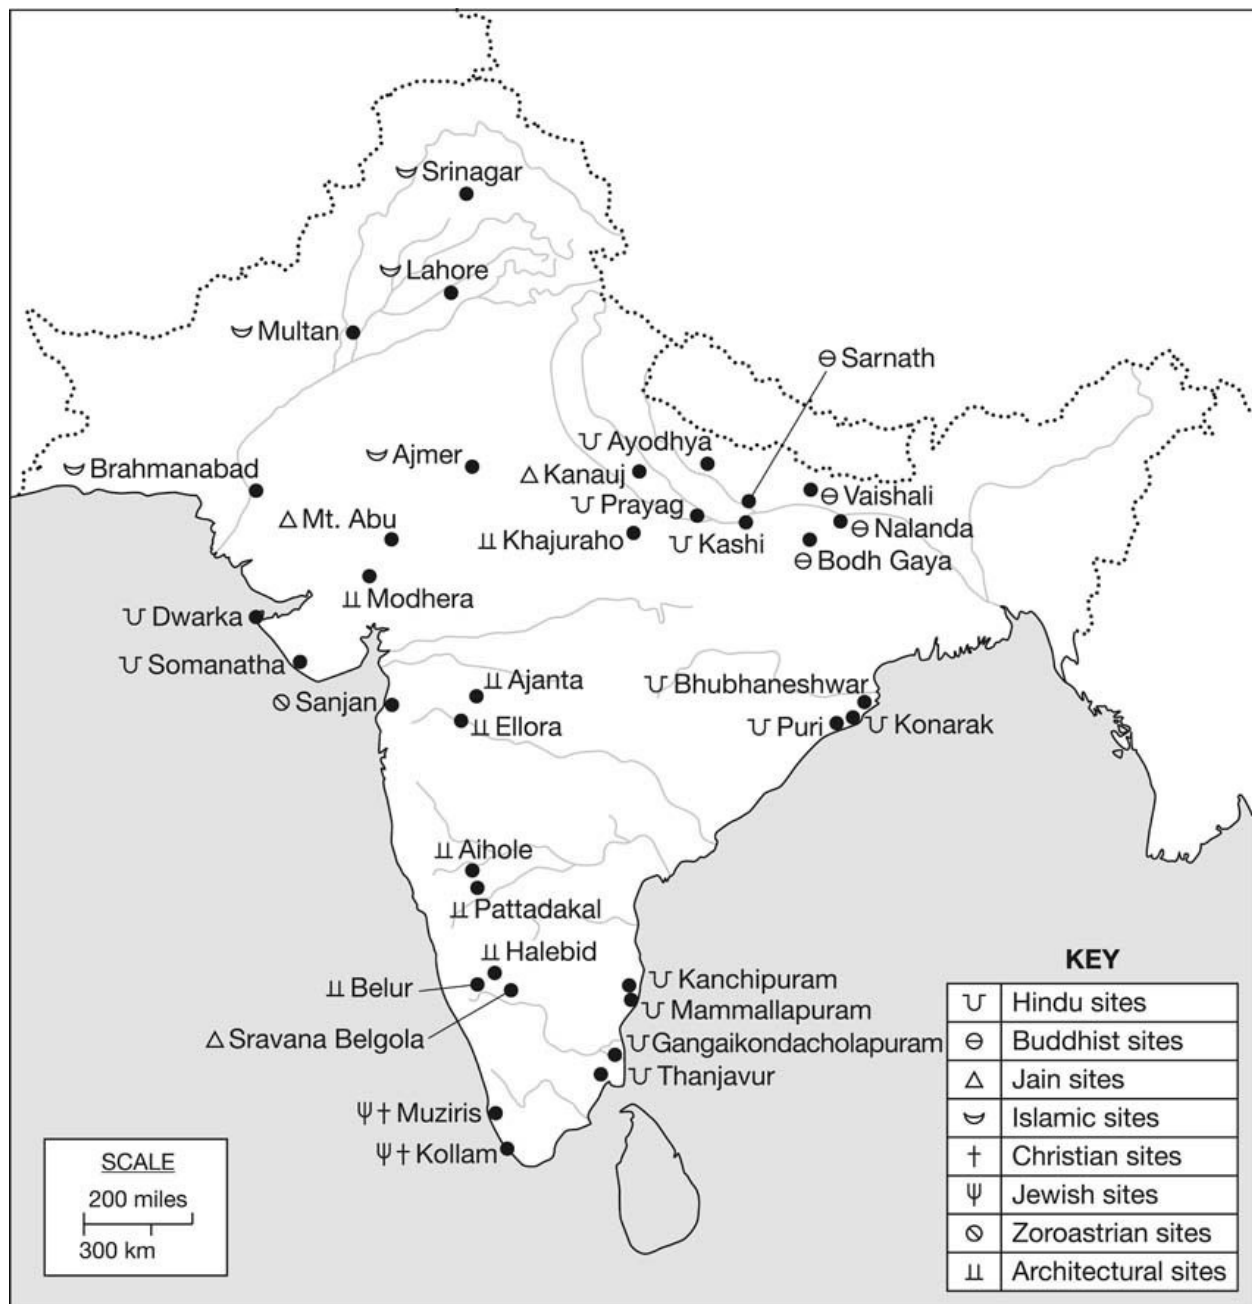 Srinagar
Lahore
Multan
Sarnath
Ayodhya
Ajmer
Brahmanabad
Kanauj
Vaishali
Prayag
Mt. Abu
Nalanda
Khajuraho
Kashi
Bodh Gaya
Modhera
Dwarka
Somanatha
Ajanta
Bhubhaneshwar
Sanjan
Ellora
Puri
Konarak
Aihole
Pattadakal
Halebid
Kanchipuram
Belur
Mammallapuram
Sravana Belgola
Gangaikondacholapuram
Thanjavur
Muziris
Kollam
SCALE
200 miles
300 km
KEY
Hindu sites
Buddhist sites
Jain sites
Islamic sites
Christian sites
Jewish sites
Zoroastrian sites
Architectural sites